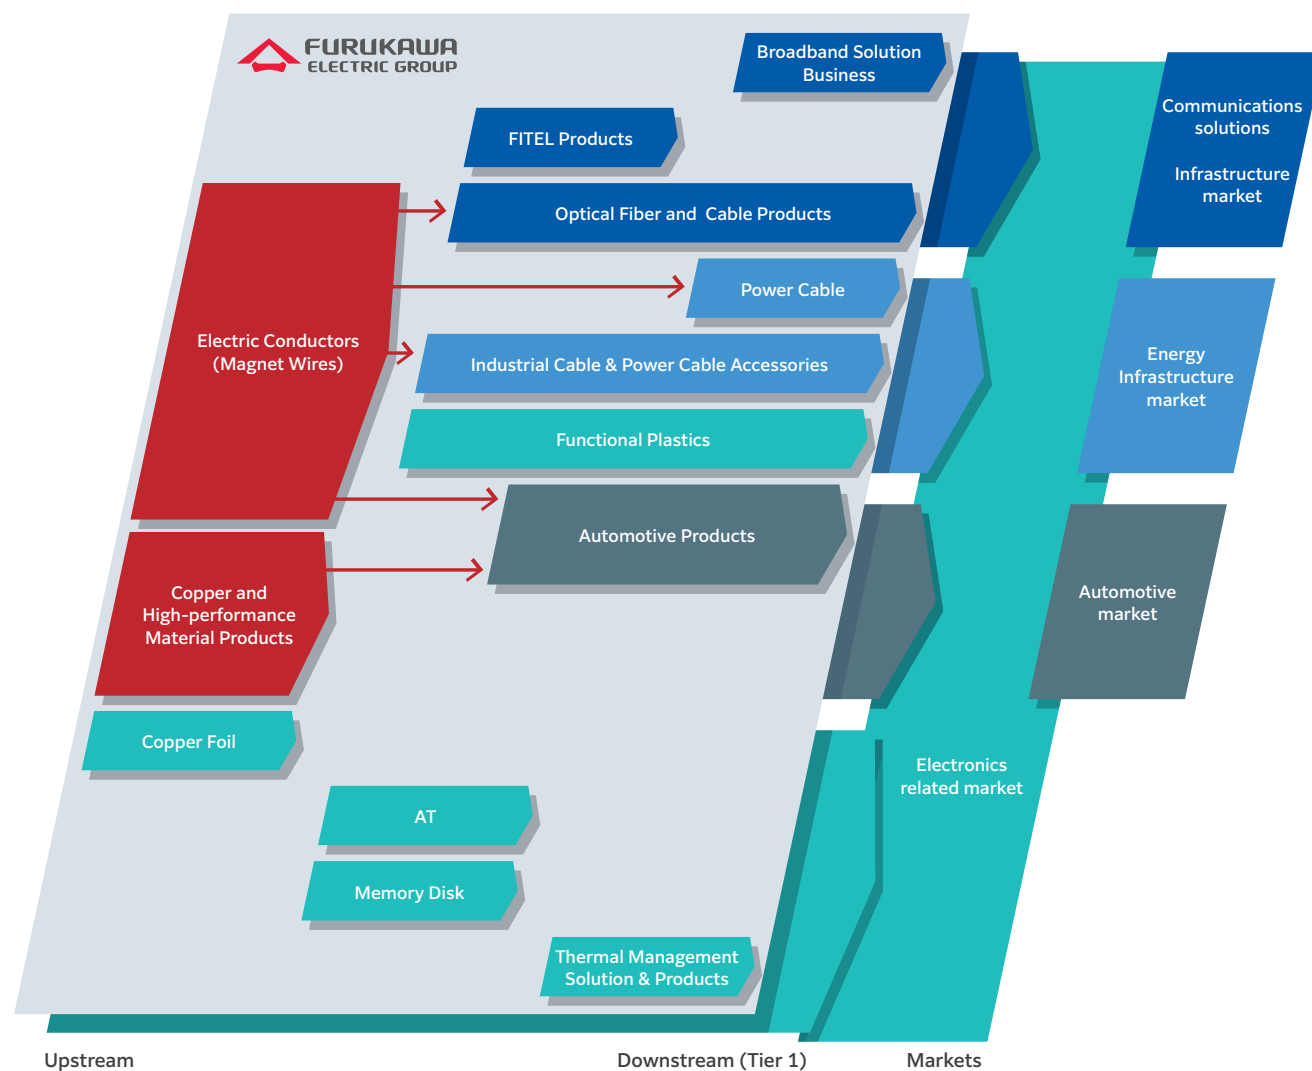 FURUKAWA
ELECTRIC GROUP
Broadband Solution
Business
FITEL Products
Optical Fiber and Cable Products
Power Cable
Industrial Cable & Power Cable Accessories
Functional Plastics
Automotive Products
Electric Conductors
(Magnet Wires)
Copper and
High-performance
Material Products
Copper Foil
AT
Memory Disk
Thermal Management
Solution & Products
Communications
solutions
Infrastructure
market
Energy
Infrastructure
market
Automotive
market
Electronics
related market
Upstream
Downstream (Tier 1)
Markets